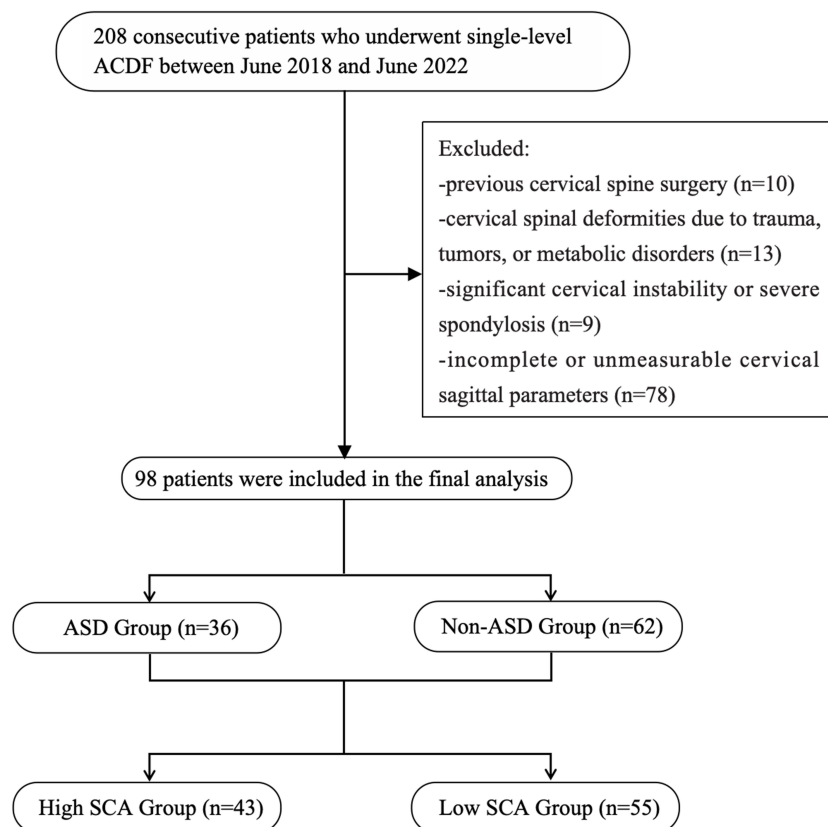 208 consecutive patients who underwent single-level
ACDF between June 2018 and June 2022
Excluded:
-previous cervical spine surgery (n=10)
-cervical spinal deformities due to trauma,
tumors, or metabolic disorders (n=13)
-significant cervical instability or severe
spondylosis (n=9)
-incomplete or unmeasurable cervical
sagittal parameters (n=78)
98 patients were included in the final analysis
ASD Group (n=36)
Non-ASD Group (n=62)
High SCA Group (n=43)
Low SCA Group (n=55)